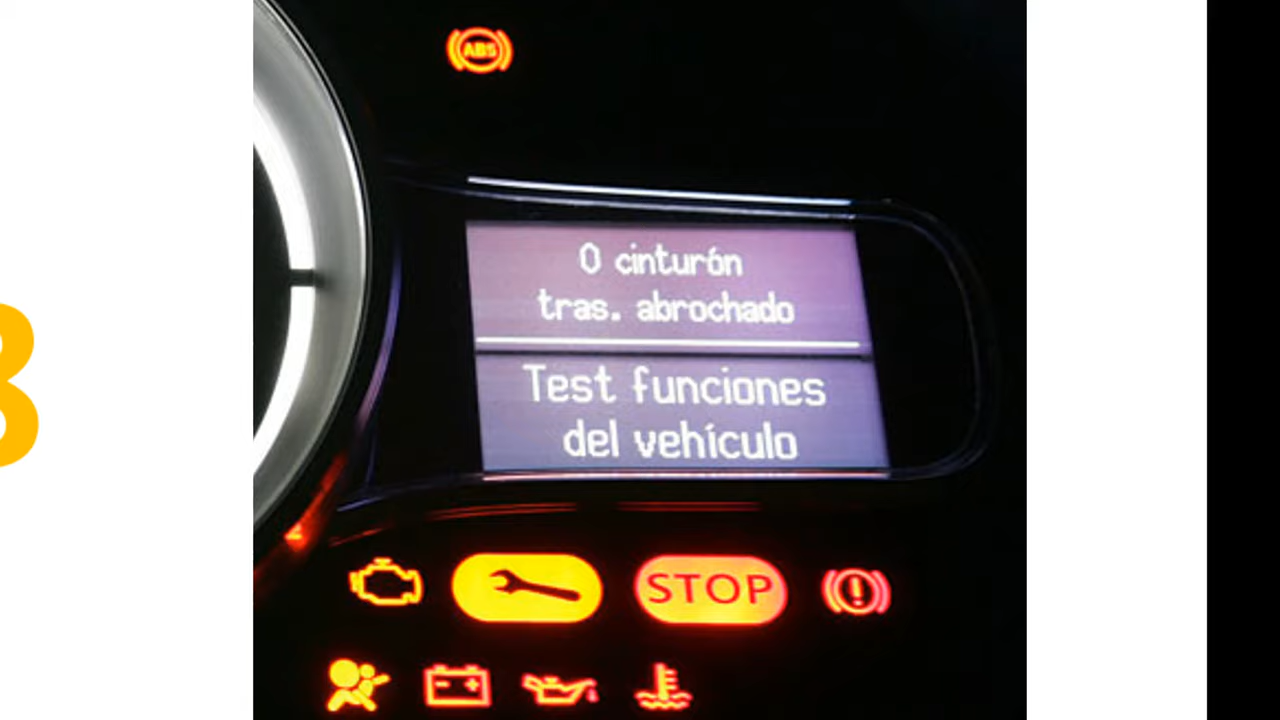 ABS
0 cinturón
tras. abrochado
Test funciones
del vehículo
STOP